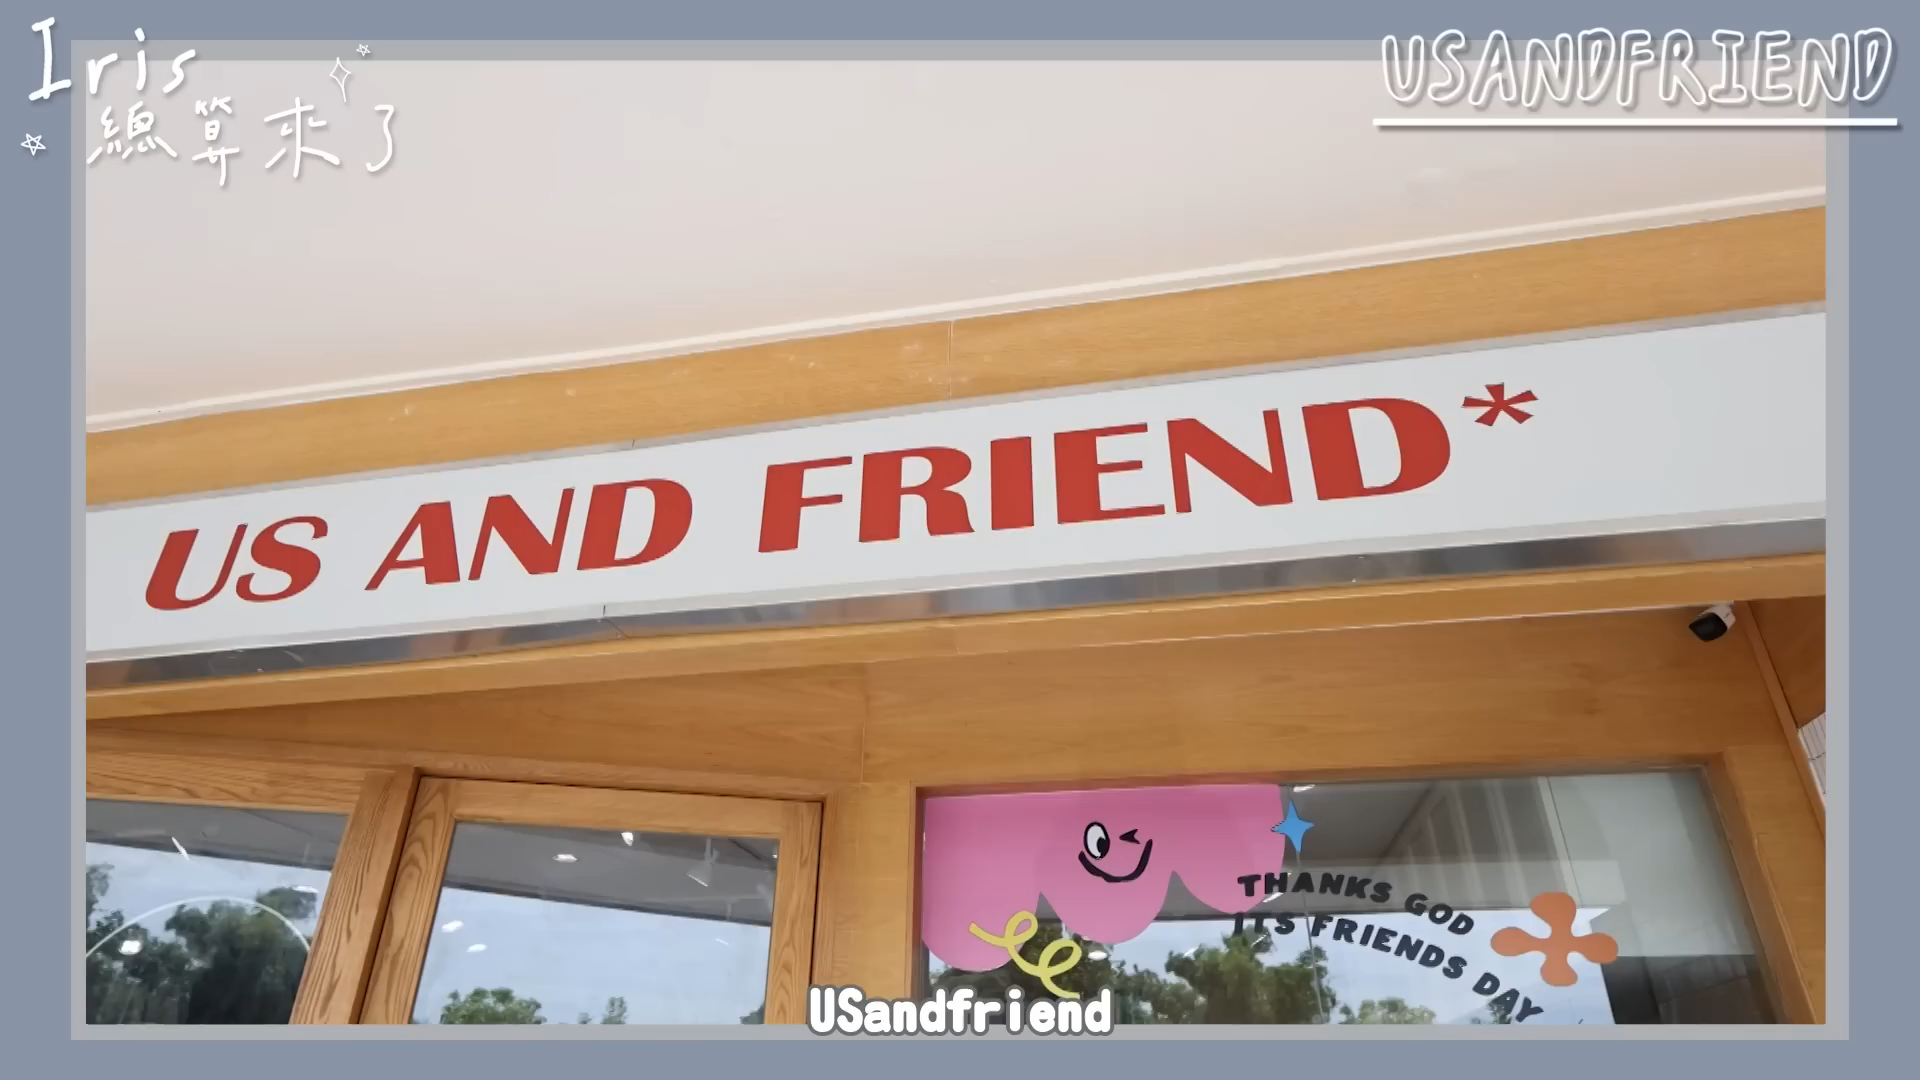 Iris
總算來了
USANDFRIEND
US AND FRIEND*
THANKS GOD
ITS FRIENDS DAY
USandfriend